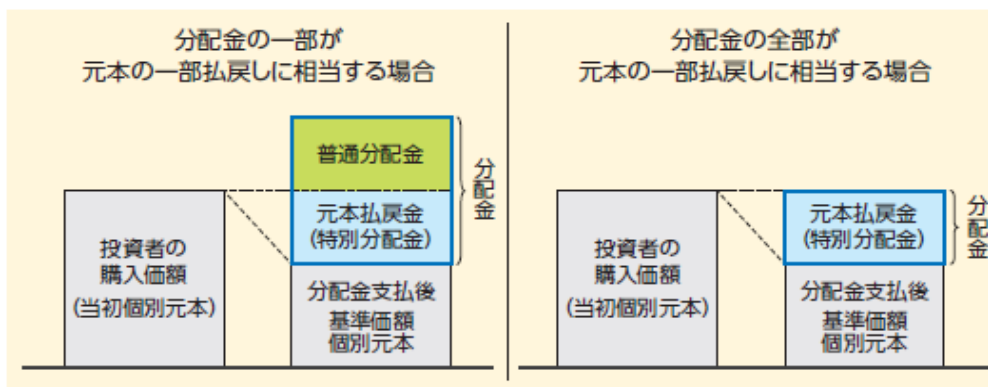 分配金の一部が
元本の一部払戻しに相当する場合
普通分配金
元本払戻金
(特別分配金)
分配金
投資者の
購入価額
(当初個別元本)
分配金支払後
基準価額
個別元本
分配金の全部が
元本の一部払戻しに相当する場合
元本払戻金
(特別分配金)
分配金
投資者の
購入価額
(当初個別元本)
分配金支払後
基準価額
個別元本